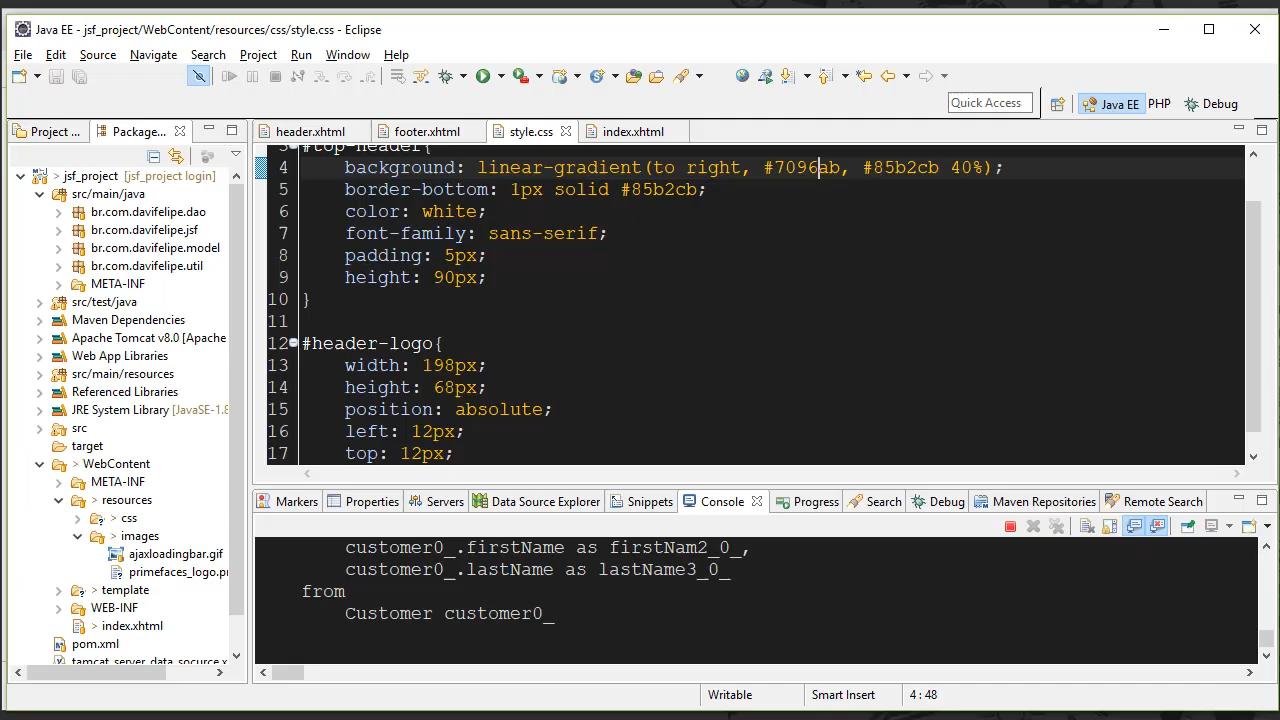 Java EE - jsf_project/WebContent/resources/css/style.css - Eclipse
File Edit Source Navigate Search Project Run Window Help
Quick Access Java EE PHP Debug
Project ... Package...
header.xhtml footer.xhtml style.css index.xhtml
jsf_project [jsf_project login]
src/main/java
br.com.davifelipe.dao
br.com.davifelipe.jsf
br.com.davifelipe.model
br.com.davifelipe.util
META-INF
src/test/java
Maven Dependencies
Apache Tomcat v8.0 [Apache
Web App Libraries
src/main/resources
Referenced Libraries
JRE System Library [JavaSE-1.8
src
target
> WebContent
META-INF
> resources
> css
> images
ajaxloadingbar.gif
primefaces_logo.pr
> template
WEB-INF
> index.xhtml
pom.xml
3 #top-header{
4 background: linear-gradient(to right, #7096ab, #85b2cb 40%);
5 border-bottom: 1px solid #85b2cb;
6 color: white;
7 font-family: sans-serif;
8 padding: 5px;
9 height: 90px;
10 }
11
12 #header-logo{
13 width: 198px;
14 height: 68px;
15 position: absolute;
16 left: 12px;
17 top: 12px;
Markers Properties Servers Data Source Explorer Snippets Console Progress Search Debug Maven Repositories Remote Search
customer0_.firstName as firstNam2_0_,
customer0_.lastName as lastName3_0_
from
Customer customer0_
Writable Smart Insert 4 : 48